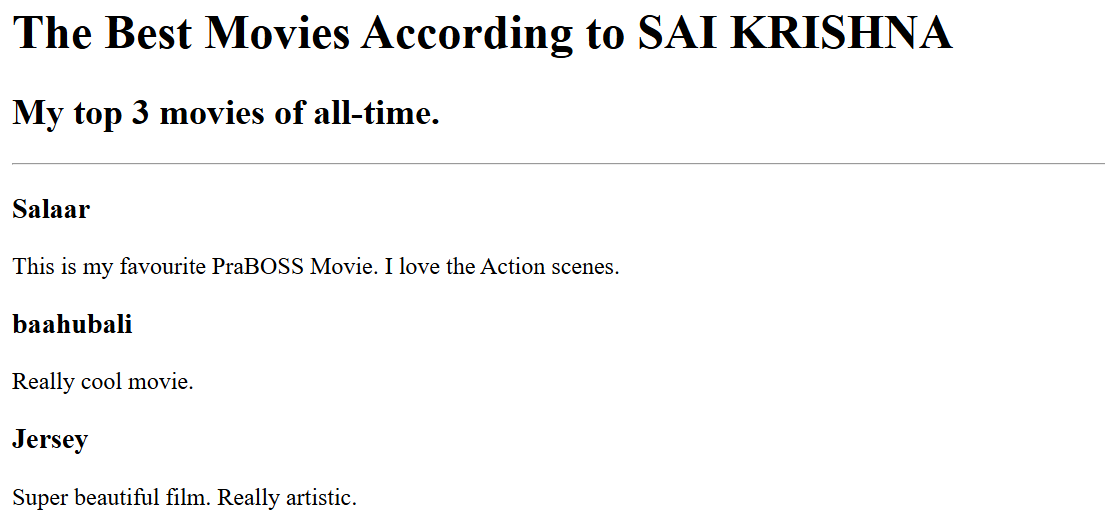 The Best Movies According to SAI KRISHNA
My top 3 movies of all-time.
Salaar
This is my favourite PraBOSS Movie. I love the Action scenes.
baahubali
Really cool movie.
Jersey
Super beautiful film. Really artistic.